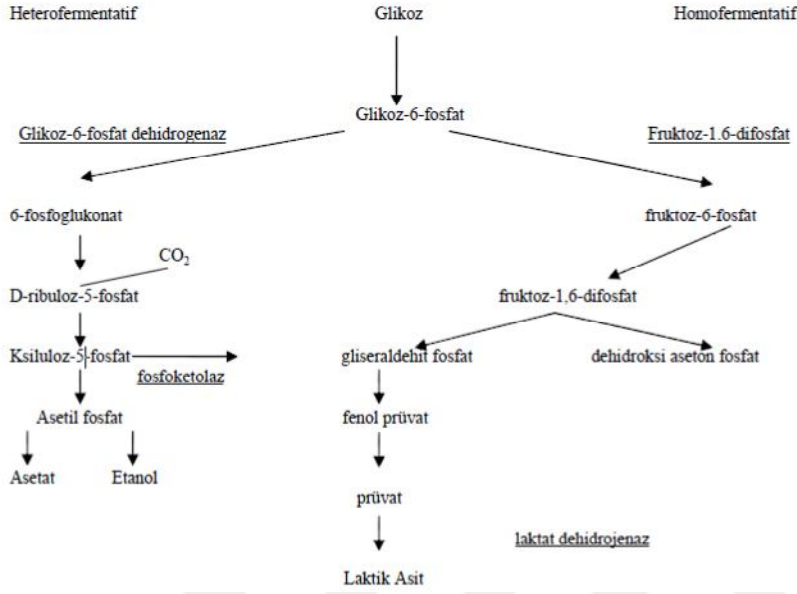 Heterofermentatif Glikoz Homofermentatif
Glikoz-6-fosfat
Glikoz-6-fosfat dehidrogenaz Fruktoz-1.6-difosfat
6-fosfoglukonat fruktoz-6-fosfat
CO₂
D-ribuloz-5-fosfat fruktoz-1,6-difosfat
Ksiluloz-5-fosfat gliseraldehit fosfat dehidroksi aseton fosfat
fosfoketolaz
Asetil fosfat fenol prüvat
Asetat Etanol
prüvat
laktat dehidrojenaz
Laktik Asit